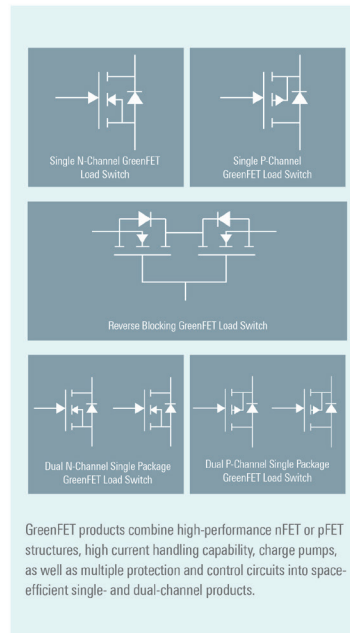 Single N-Channel GreenFET
Load Switch
Single P-Channel
GreenFET Load Switch
Reverse Blocking GreenFET Load Switch
Dual N-Channel Single Package
GreenFET Load Switch
Dual P-Channel Single Package
GreenFET Load Switch
GreenFET products combine high-performance nFET or pFET
structures, high current handling capability, charge pumps,
as well as multiple protection and control circuits into space-
efficient single- and dual-channel products.